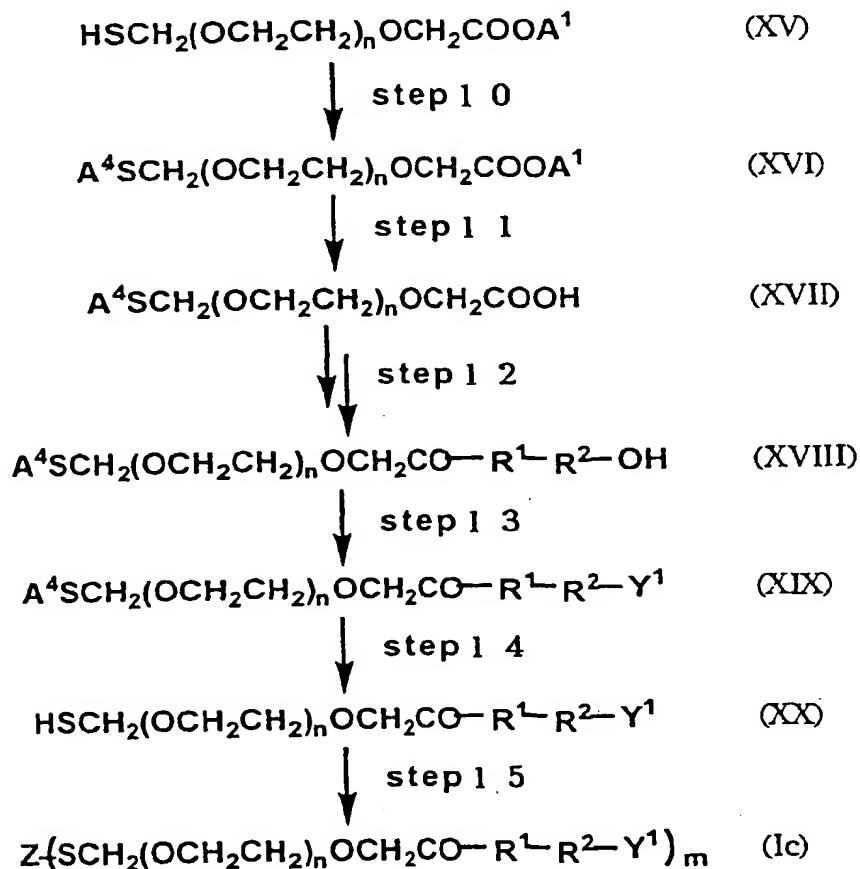 HSCH₂(OCH₂CH₂)ₙOCH₂COOA¹ (XV)
step 1 0
A⁴SCH₂(OCH₂CH₂)ₙOCH₂COOA¹ (XVI)
step 1 1
A⁴SCH₂(OCH₂CH₂)ₙOCH₂COOH (XVII)
step 1 2
A⁴SCH₂(OCH₂CH₂)ₙOCH₂CO—R¹—R²—OH (XVIII)
step 1 3
A⁴SCH₂(OCH₂CH₂)ₙOCH₂CO—R¹—R²—Y¹ (XIX)
step 1 4
HSCH₂(OCH₂CH₂)ₙOCH₂CO—R¹—R²—Y¹ (XX)
step 1.5
Z-(SCH₂(OCH₂CH₂)ₙOCH₂CO—R¹—R²—Y¹)ₘ (Ic)